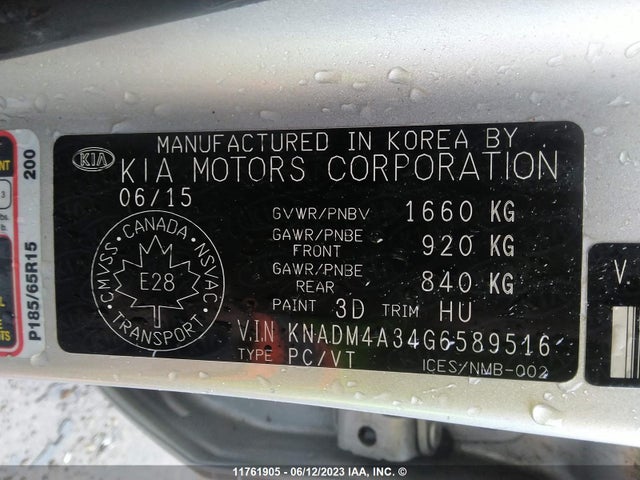 MANUFACTURED IN KOREA BY
KIA
KIA MOTORS CORPORATION
06/15
GVWR/PNBV 1660 KG
GAWR/PNBE FRONT 920 KG
GAWR/PNBE REAR 840 KG
PAINT 3D TRIM HU
CANADA
CMVSS NSVAC
E28
TRANSPORT
V.IN KNADM4A34G6589516
TYPE PC/VT
ICES/NMB-002
P185/65R15
200
V.
11761905 - 06/12/2023 IAA, INC. ©